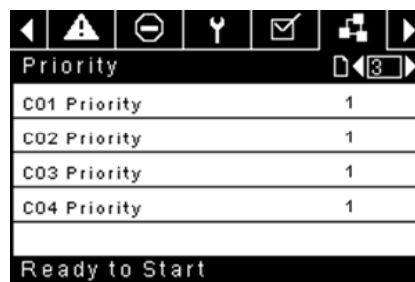 Priority 3
C01 Priority 1
C02 Priority 1
C03 Priority 1
C04 Priority 1
Ready to Start